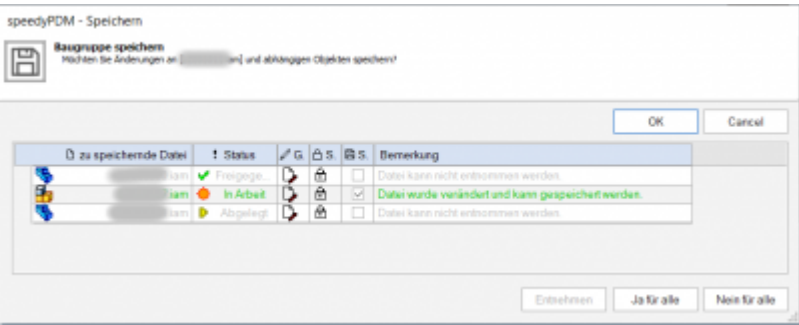 speedyPDM - Speichern
Baugruppe speichern
Möchten Sie Änderungen an [ am] und abhängigen Objekten speichern?
OK Cancel
zu speichernde Datei ! Status G. S. S. Bemerkung
iam Freigege... Datei kann nicht entnommen werden.
iam In Arbeit Datei wurde verändert und kann gespeichert werden.
iam Abgelegt Datei kann nicht entnommen werden.
Entnehmen Ja für alle Nein für alle